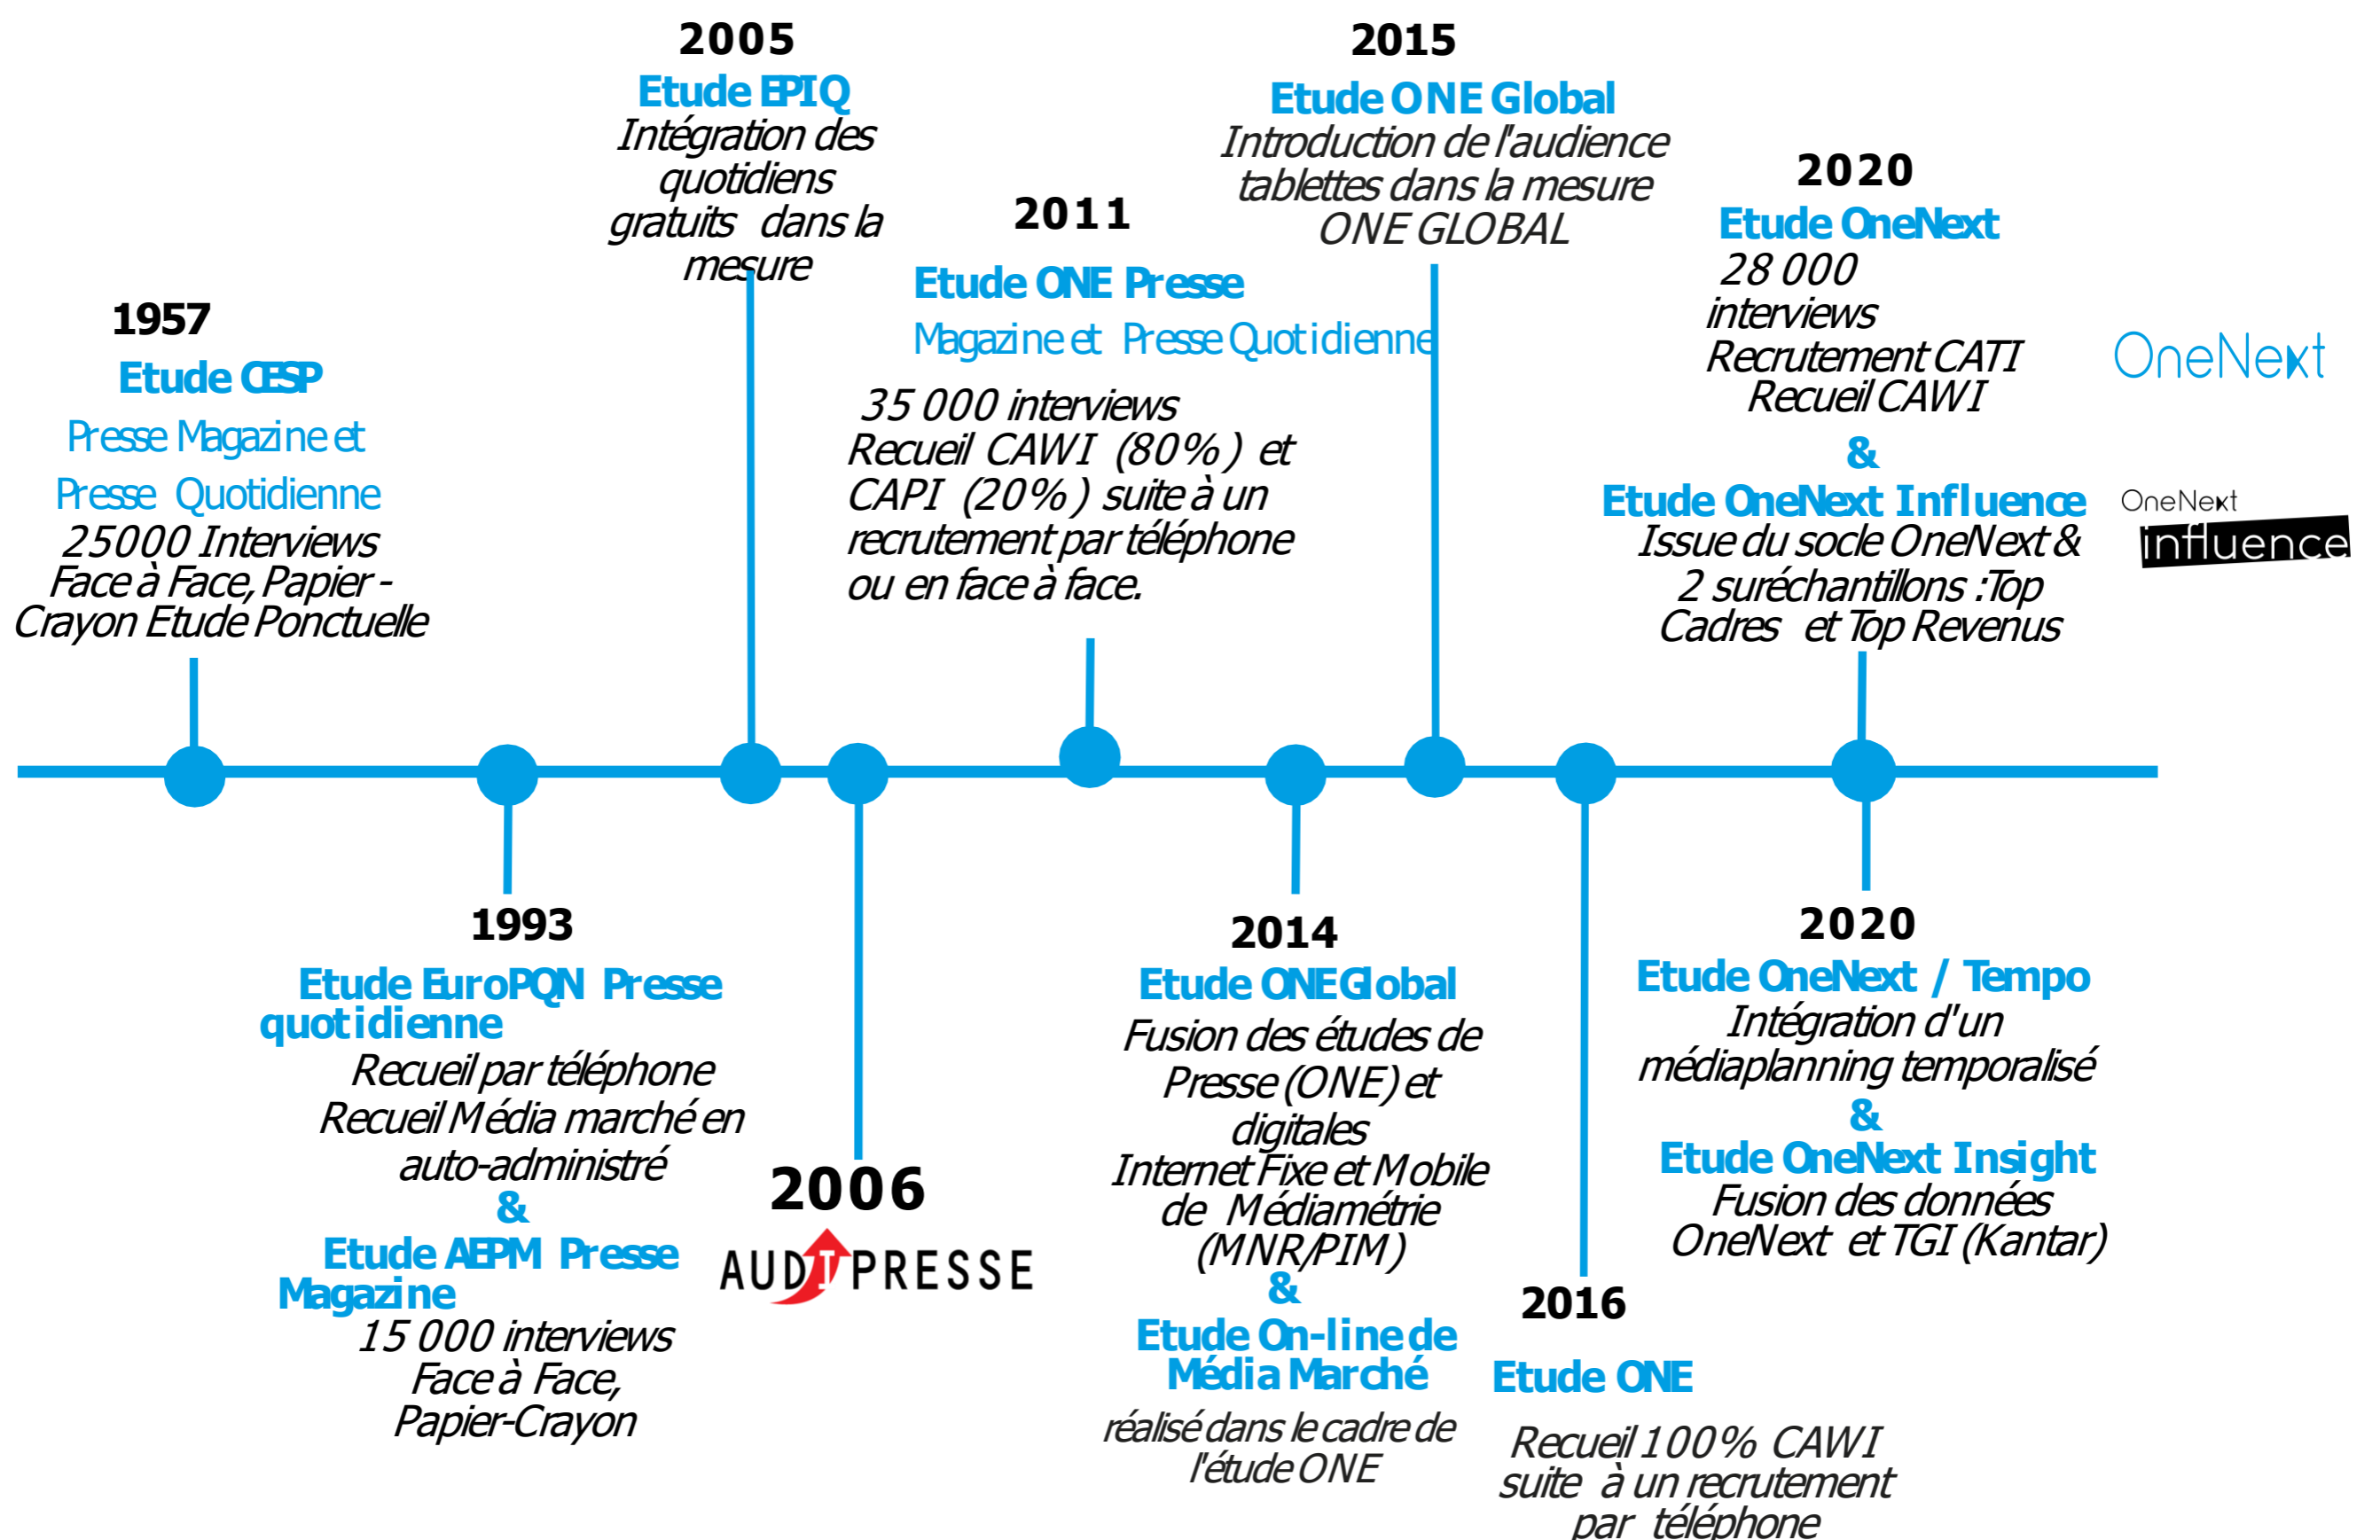 1957
Etude CESP
Presse Magazine et
Presse Quotidienne
25000 Interviews
Face à Face, Papier -
Crayon Etude Ponctuelle
1993
Etude EuroPQN Presse
quotidienne
Recueil par téléphone
Recueil Média marché en
auto-administré
&
Etude AEPM Presse
Magazine
15 000 interviews
Face à Face,
Papier-Crayon
2005
Etude EPIQ
Intégration des
quotidiens
gratuits dans la
mesure
2006
AUDIPRESSE
2011
Etude ONE Presse
Magazine et Presse Quotidienne
35 000 interviews
Recueil CAWI (80%) et
CAPI (20%) suite à un
recrutement par téléphone
ou en face à face.
2014
Etude ONE Global
Fusion des études de
Presse (ONE) et
digitales
Internet Fixe et Mobile
de Médiamétrie
(MNR/PIM)
&
Etude On-line de
Média Marché
réalisé dans le cadre de
l'étude ONE
2015
Etude ONE Global
Introduction de l'audience
tablettes dans la mesure
ONE GLOBAL
2016
Etude ONE
Recueil 100% CAWI
suite à un recrutement
par téléphone
2020
Etude OneNext
28 000
interviews
Recrutement CATI
Recueil CAWI
&
Etude OneNext Influence
Issue du socle OneNext &
2 suréchantillons :Top
Cadres et Top Revenus
OneNext
OneNext
influence
2020
Etude OneNext / Tempo
Intégration d'un
médiaplanning temporalisé
&
Etude OneNext Insight
Fusion des données
OneNext et TGI (Kantar)